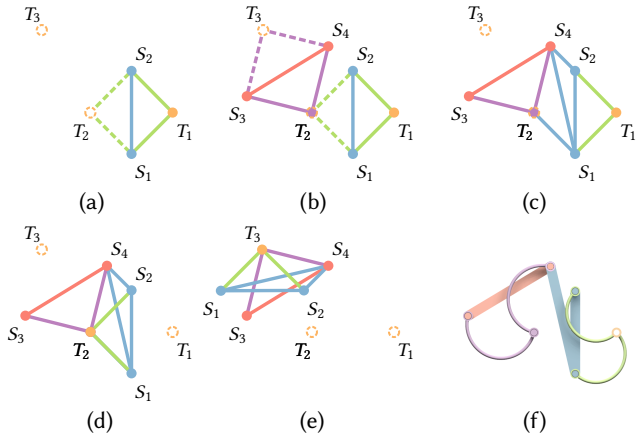 T₃ S₂ T₂ T₁ S₁
(a)
T₃ S₄ S₂ S₃ T₂ T₁ S₁
(b)
T₃ S₄ S₂ S₃ T₂ T₁ S₁
(c)
T₃ S₄ S₂ S₃ T₂ T₁ S₁
(d)
T₃ S₄ S₁ S₂ S₃ T₂ T₁
(e)
(f)